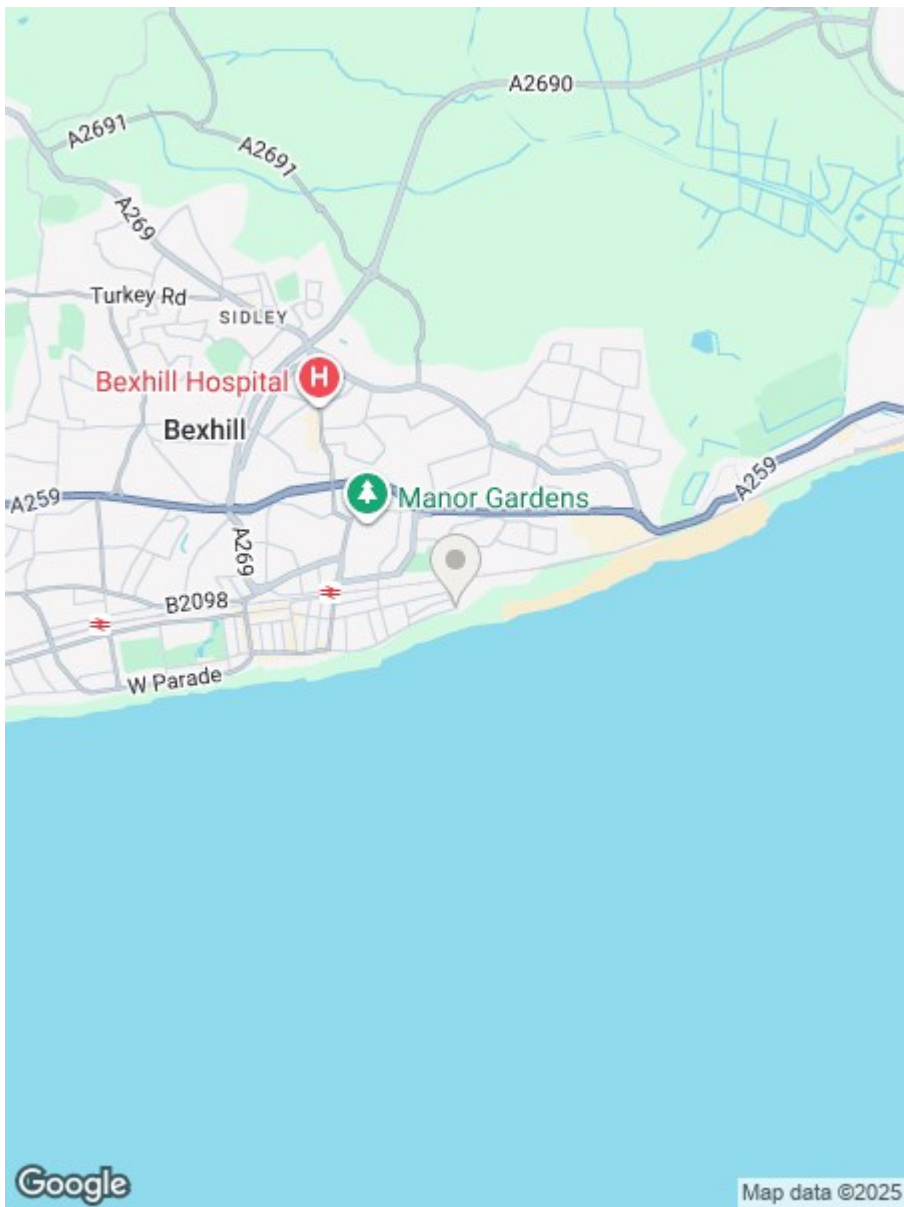 A2690
A2691
A2691
A269
Turkey Rd
SIDLEY
Bexhill Hospital H
Bexhill
A259
Manor Gardens
A259
A269
B2098
W Parade
Google
Map data ©2025